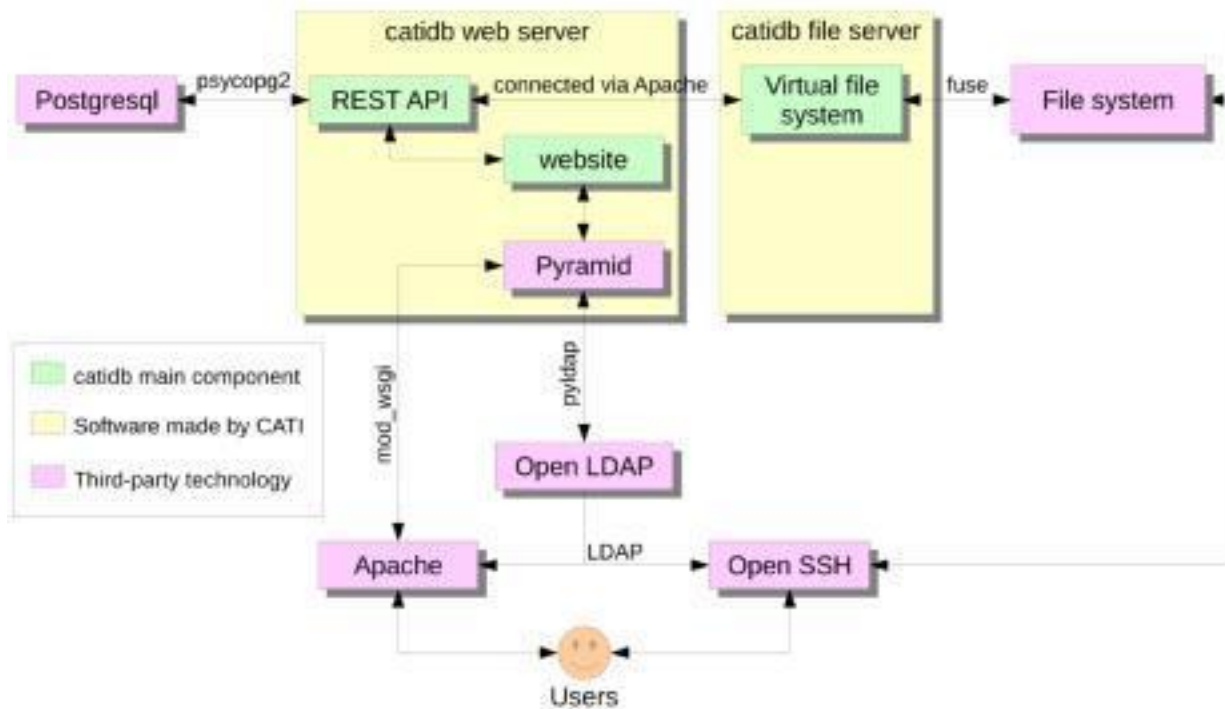 catidb web server
catidb file server
psycopg2
connected via Apache
fuse
Postgresql
REST API
Virtual file
system
File system
website
Pyramid
catidb main component
Software made by CATI
Third-party technology
mod_wsgi
pyldap
Open LDAP
LDAP
Apache
Open SSH
Users